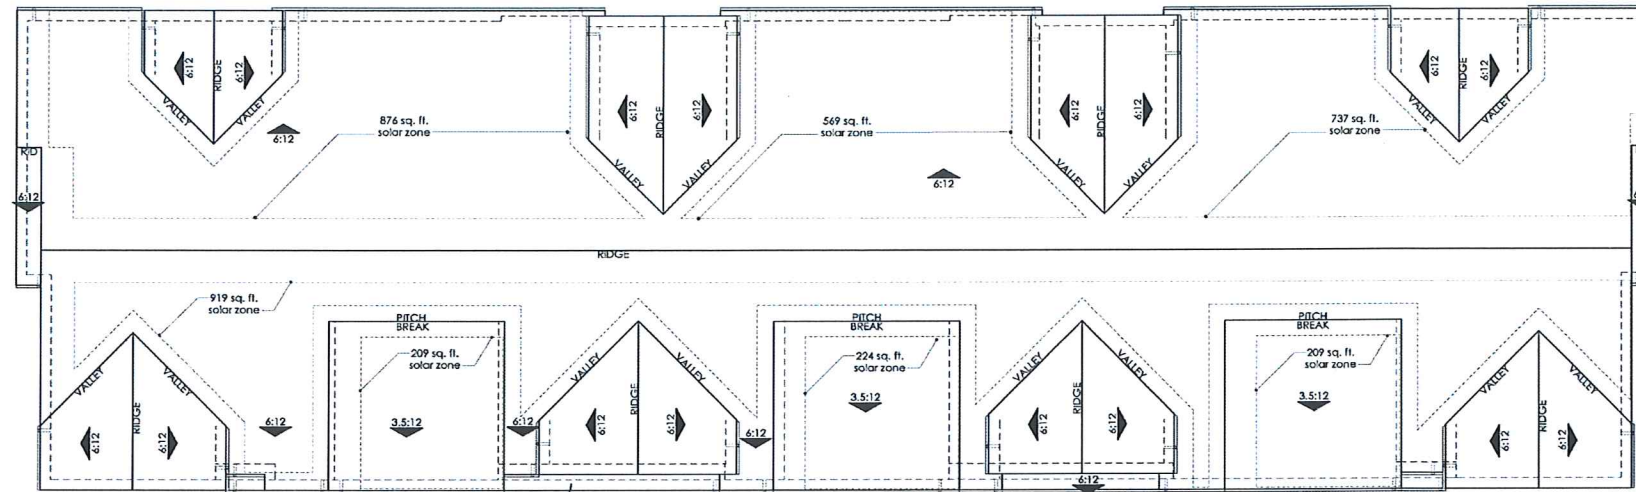 6:12
RIDGE
6:12
VALLEY
VALLEY
6:12
876 sq. ft.
solar zone
6:12
RIDGE
6:12
VALLEY
VALLEY
569 sq. ft.
solar zone
6:12
6:12
RIDGE
6:12
VALLEY
VALLEY
737 sq. ft.
solar zone
6:12
RIDGE
6:12
VALLEY
VALLEY
RID
6:12
RIDGE
919 sq. ft.
solar zone
VALLEY
VALLEY
6:12
RIDGE
6:12
6:12
PITCH
BREAK
209 sq. ft.
solar zone
3.5:12
6:12
VALLEY
VALLEY
6:12
RIDGE
6:12
6:12
PITCH
BREAK
224 sq. ft.
solar zone
3.5:12
VALLEY
VALLEY
6:12
RIDGE
6:12
6:12
PITCH
BREAK
209 sq. ft.
solar zone
3.5:12
VALLEY
VALLEY
6:12
RIDGE
6:12